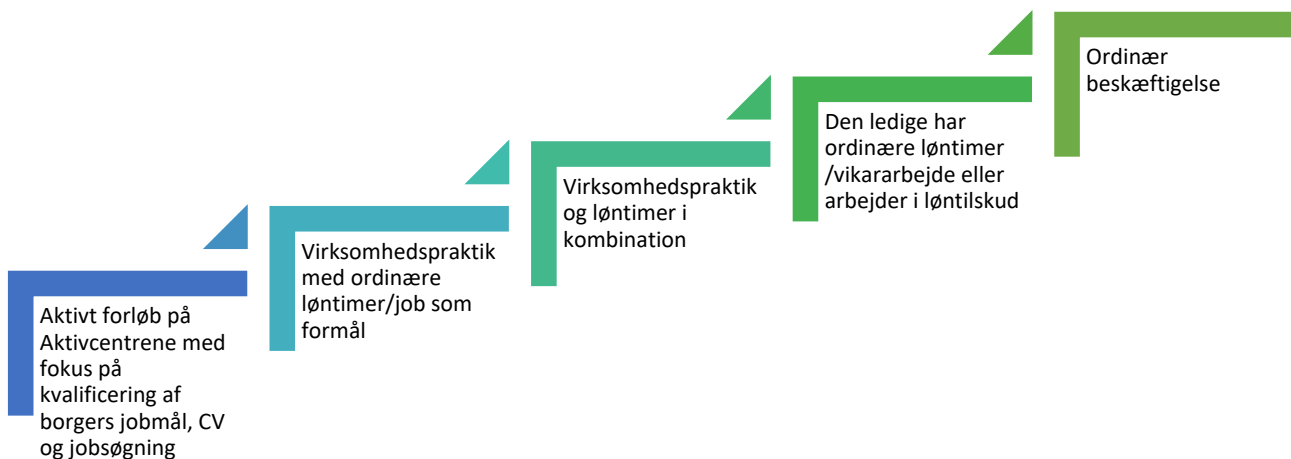 Aktivt forløb på
Aktivcentrene med
fokus på
kvalificering af
borgers jobmål, CV
og jobsøgning
Virksomhedspraktik
med ordinære
løntimer/job som
formål
Virksomhedspraktik
og løntimer i
kombination
Den ledige har
ordinære løntimer
/vikararbejde eller
arbejder i løntilskud
Ordinær
beskæftigelse